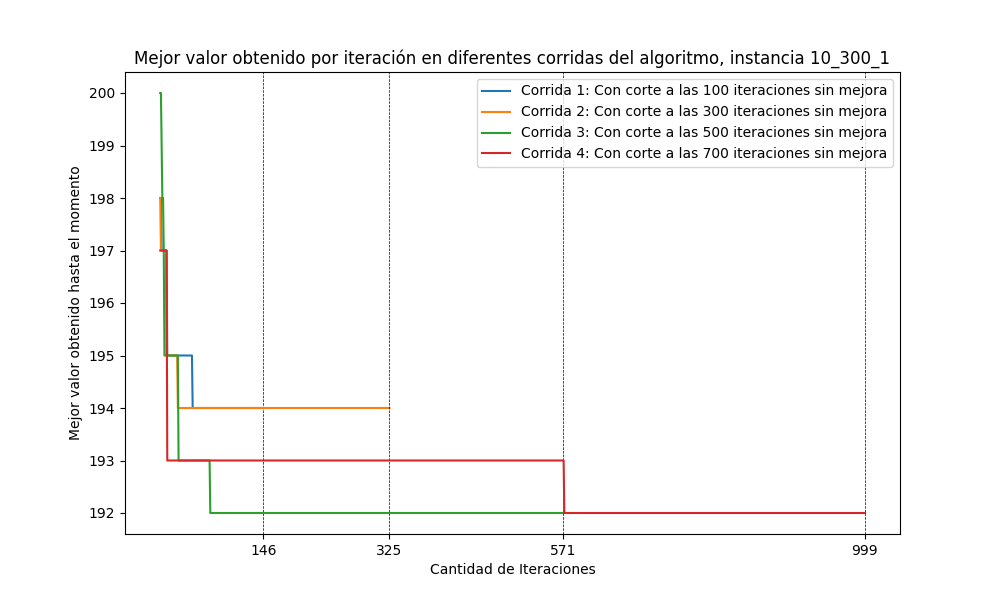 Mejor valor obtenido por iteración en diferentes corridas del algoritmo, instancia 10_300_1
Corrida 1: Con corte a las 100 iteraciones sin mejora
Corrida 2: Con corte a las 300 iteraciones sin mejora
Corrida 3: Con corte a las 500 iteraciones sin mejora
Corrida 4: Con corte a las 700 iteraciones sin mejora
Mejor valor obtenido hasta el momento
200
199
198
197
196
195
194
193
192
146
325
571
999
Cantidad de Iteraciones